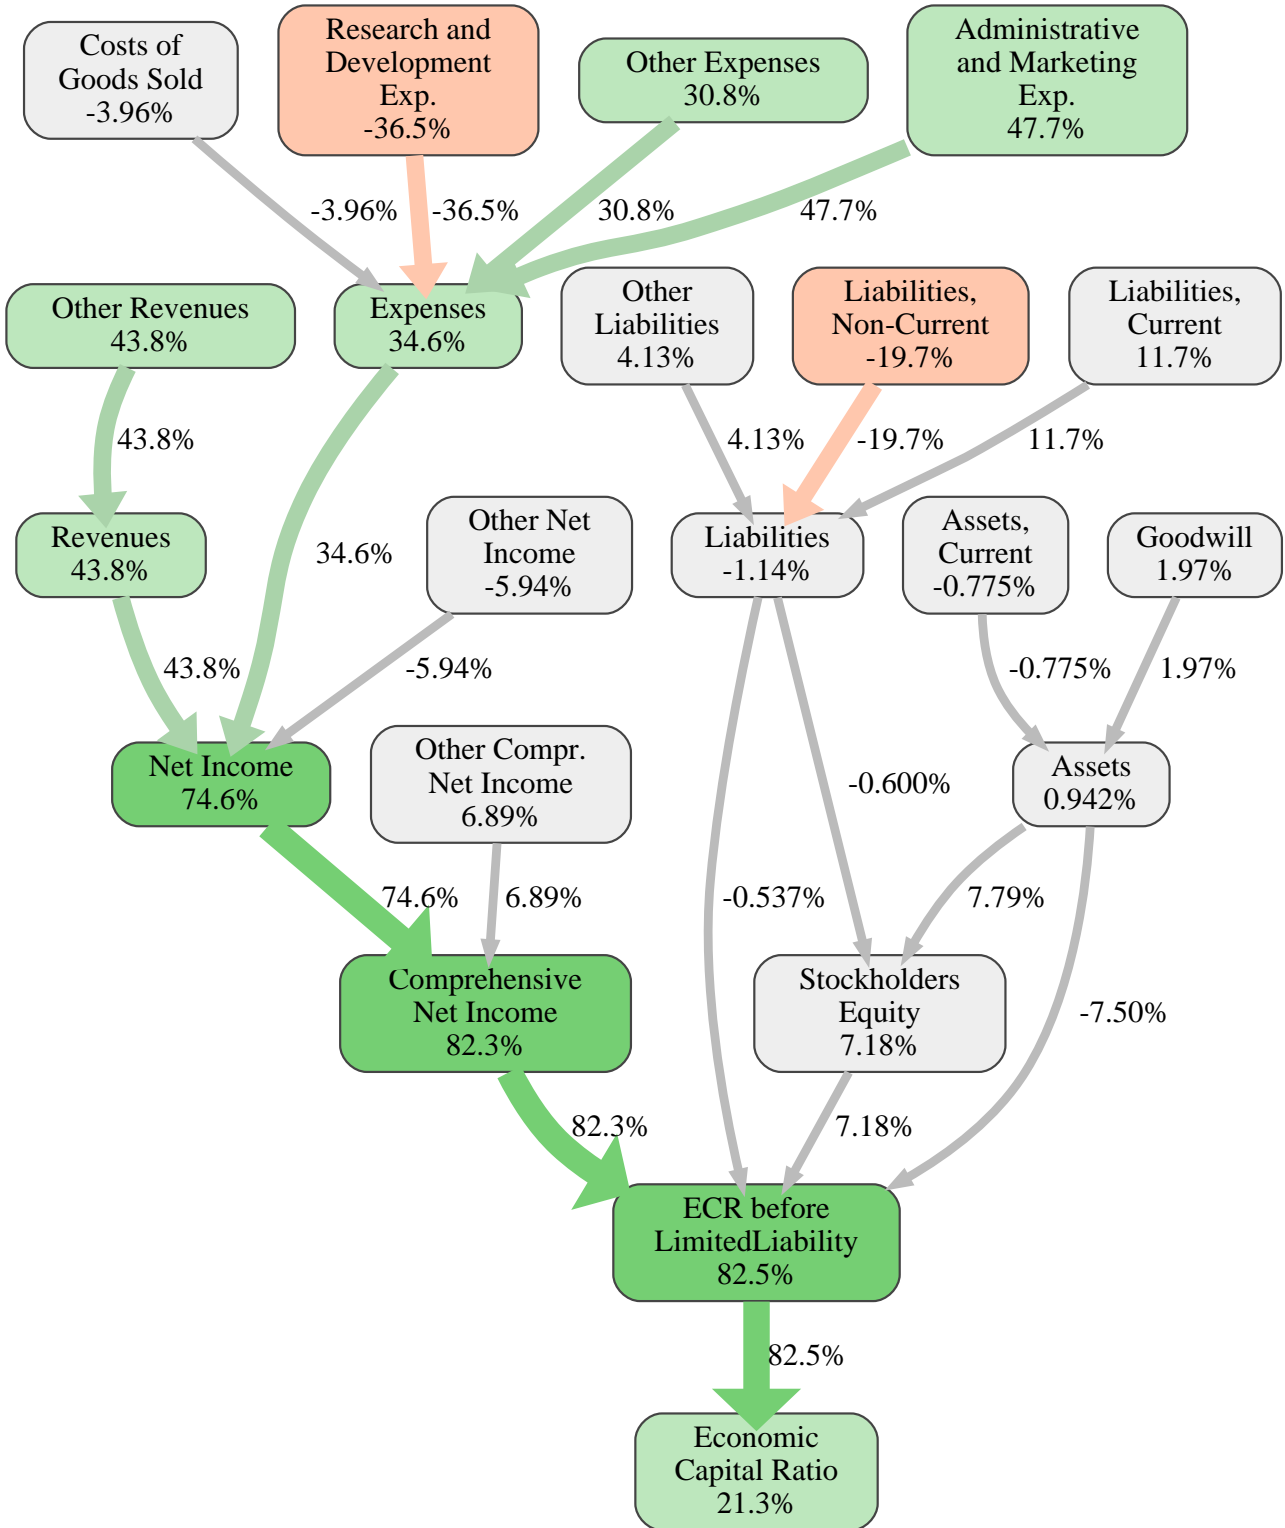 Costs of
Goods Sold
-3.96%
Research and
Development
Exp.
-36.5%
Other Expenses
30.8%
Administrative
and Marketing
Exp.
47.7%
-3.96%
-36.5%
30.8%
47.7%
Other Revenues
43.8%
Expenses
34.6%
Other
Liabilities
4.13%
Liabilities,
Non-Current
-19.7%
Liabilities,
Current
11.7%
43.8%
34.6%
4.13%
-19.7%
11.7%
Revenues
43.8%
Other Net
Income
-5.94%
Liabilities
-1.14%
Assets,
Current
-0.775%
Goodwill
1.97%
43.8%
-5.94%
-0.775%
1.97%
Net Income
74.6%
Other Compr.
Net Income
6.89%
-0.600%
Assets
0.942%
74.6%
6.89%
-0.537%
7.79%
-7.50%
Comprehensive
Net Income
82.3%
Stockholders
Equity
7.18%
82.3%
7.18%
ECR before
LimitedLiability
82.5%
82.5%
Economic
Capital Ratio
21.3%